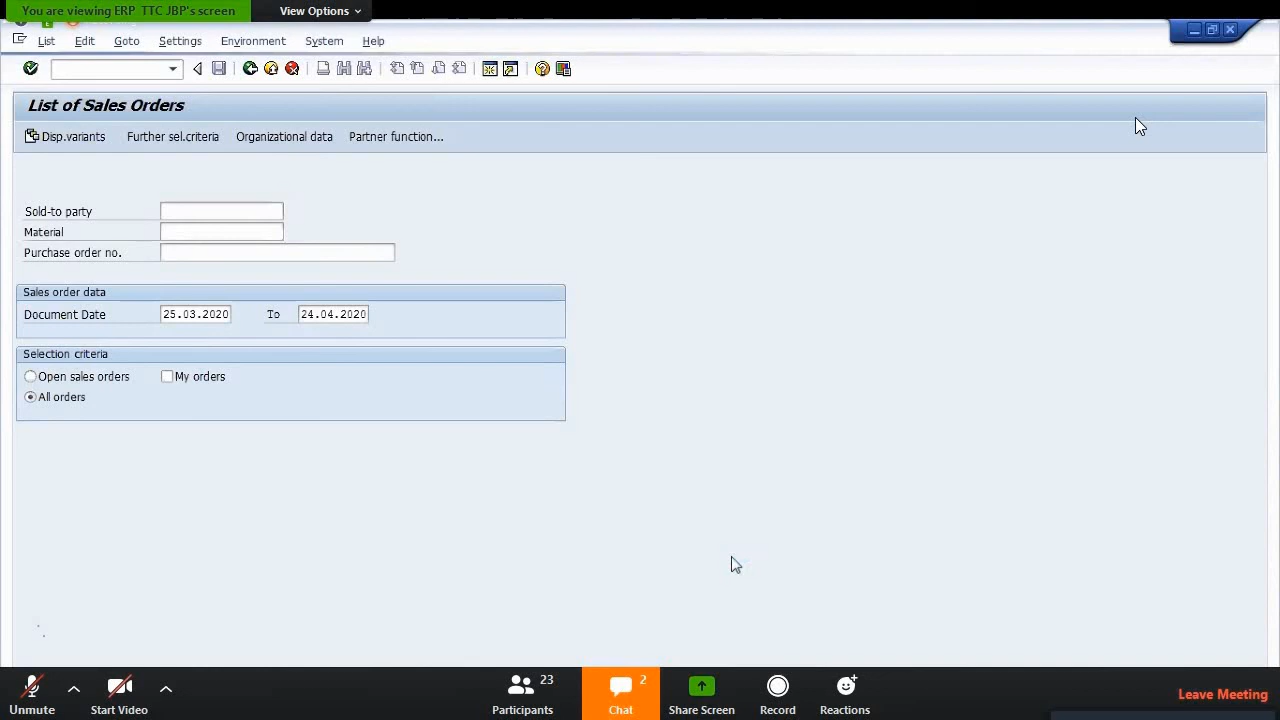 You are viewing ERP TTC JBP's screen View Options
List Edit Goto Settings Environment System Help
List of Sales Orders
Disp.variants Further sel.criteria Organizational data Partner function...
Sold-to party
Material
Purchase order no.
Sales order data
Document Date 25.03.2020 To 24.04.2020
Selection criteria
Open sales orders My orders
All orders
23 2
Unmute Start Video Participants Chat Share Screen Record Reactions Leave Meeting